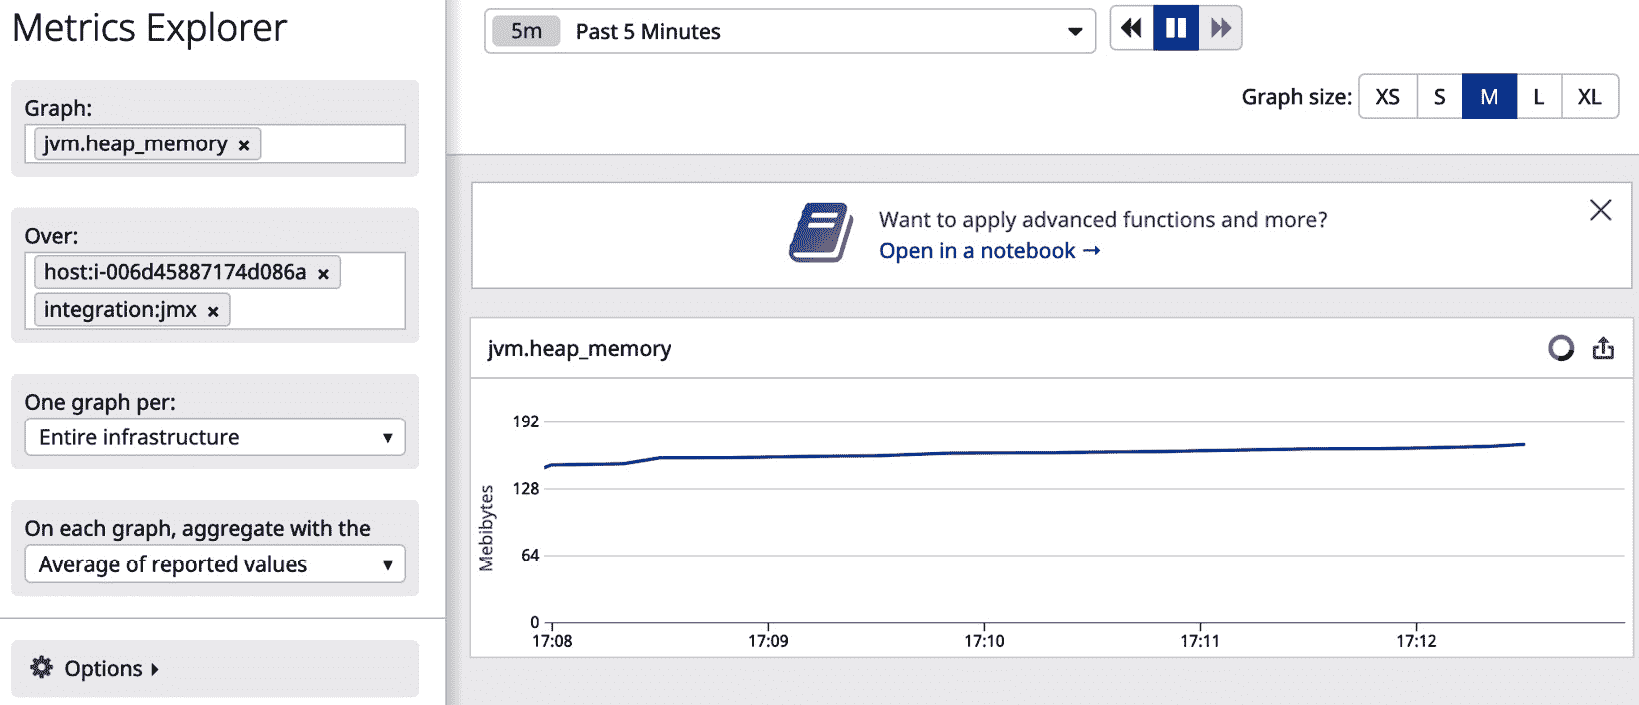 Metrics Explorer
Graph:
jvm.heap_memory ×
Over:
host:i-006d45887174d086a ×
integration:jmx ×
One graph per:
Entire infrastructure
On each graph, aggregate with the
Average of reported values
Options
5m Past 5 Minutes
Graph size: XS S M L XL
Want to apply advanced functions and more?
Open in a notebook →
jvm.heap_memory
Mebibytes
192
128
64
0
17:08 17:09 17:10 17:11 17:12